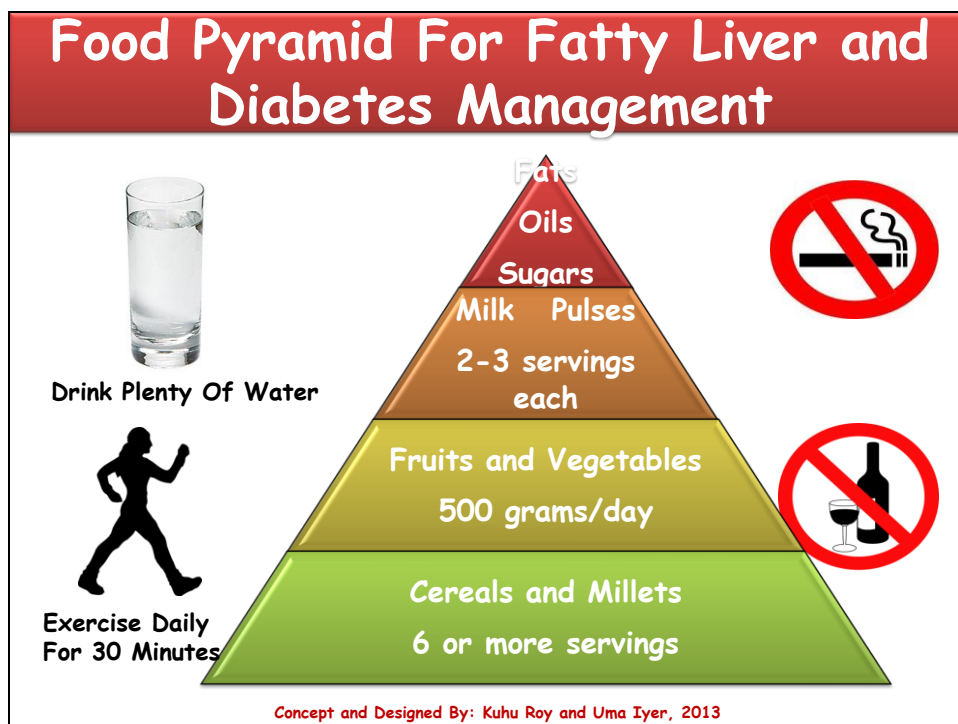 Food Pyramid For Fatty Liver and
Diabetes Management
Fats
Oils
Sugars
Milk Pulses
2-3 servings
each
Drink Plenty Of Water
Fruits and Vegetables
500 grams/day
Cereals and Millets
6 or more servings
Exercise Daily
For 30 Minutes
Concept and Designed By: Kuhu Roy and Uma Iyer, 2013